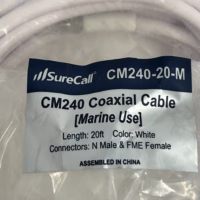 SureCall CM240-20-M
CM240 Coaxial Cable
[Marine Use]
Length: 20ft Color: White
Connectors: N Male & FME Female
ASSEMBLED IN CHINA